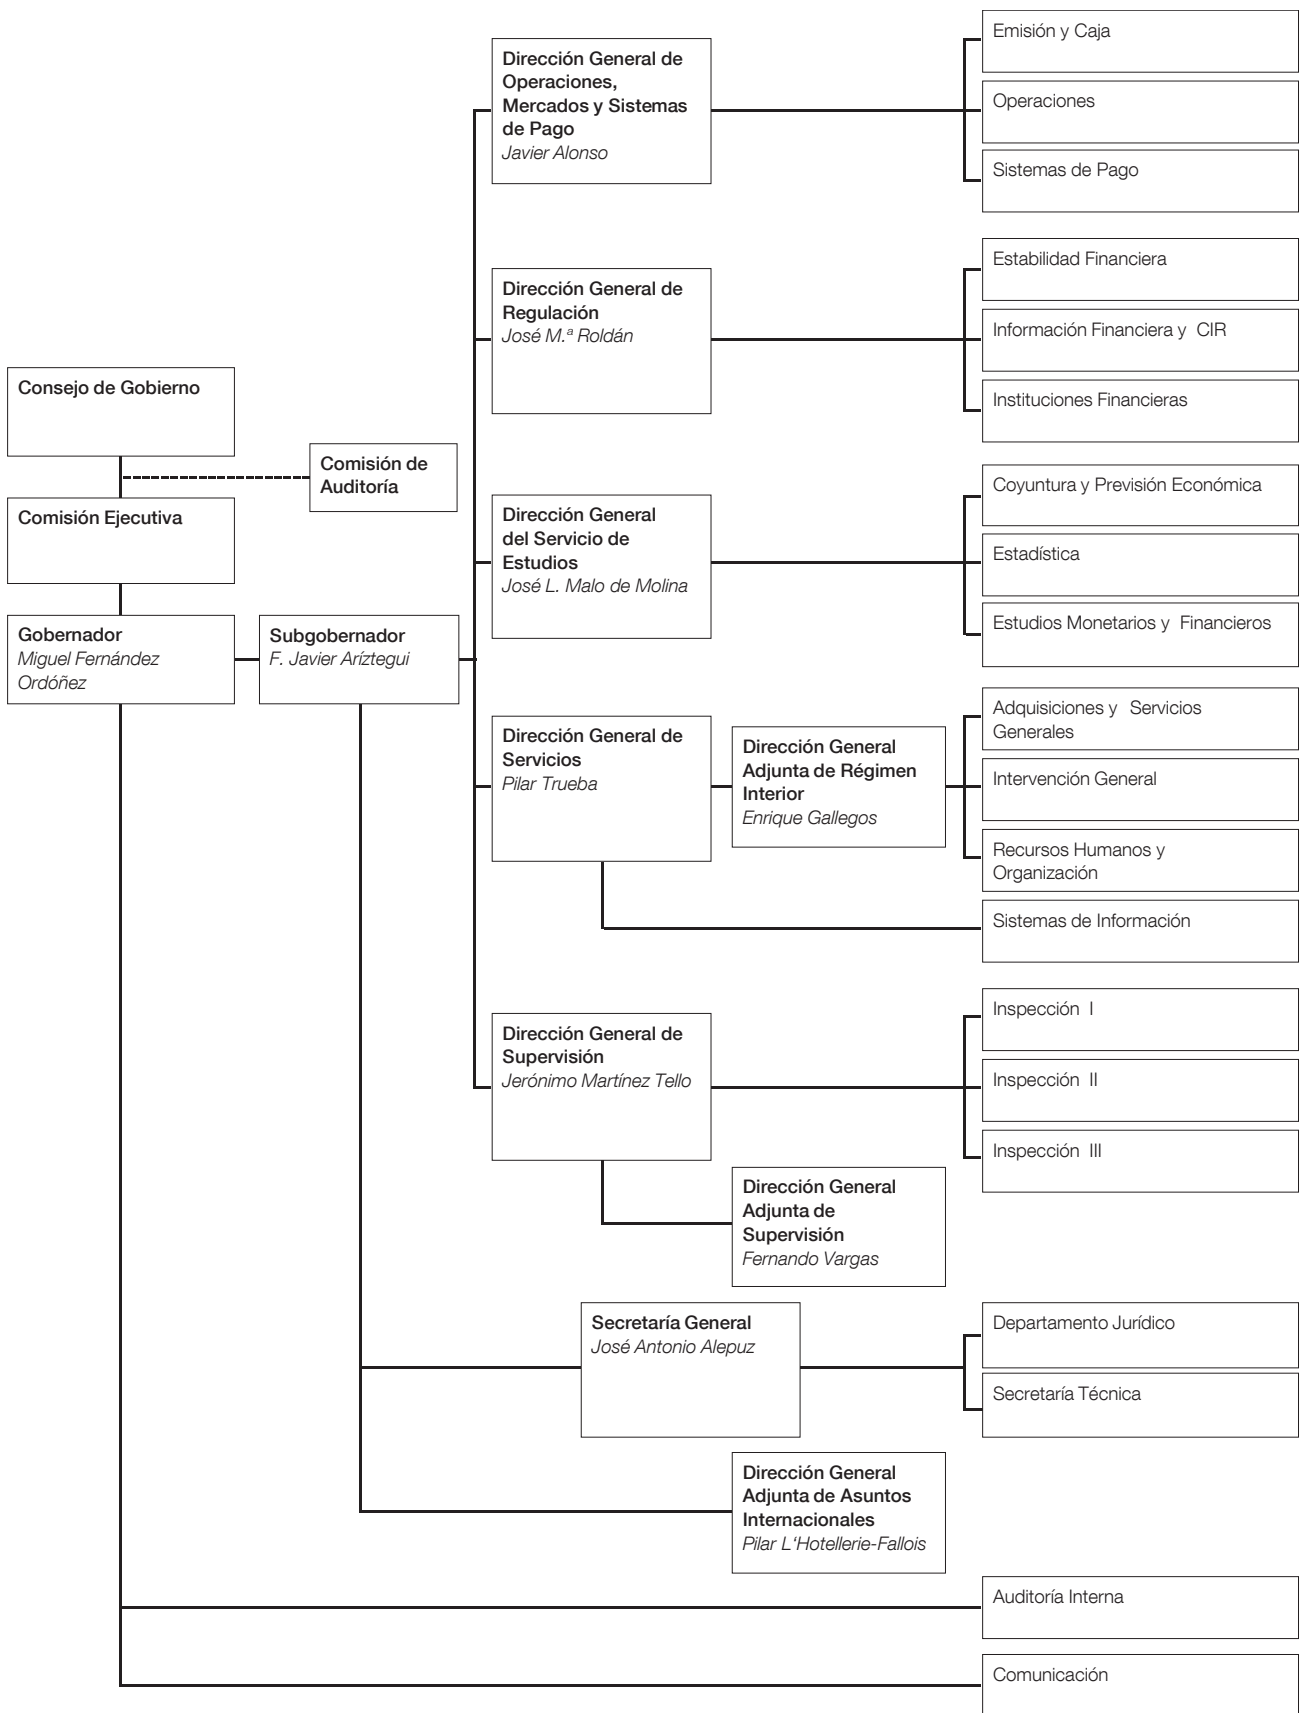 Consejo de Gobierno
Comisión de
Auditoría
Comisión Ejecutiva
Gobernador
Miguel Fernández
Ordóñez
Subgobernador
F. Javier Aríztegui
Dirección General de
Operaciones,
Mercados y Sistemas
de Pago
Javier Alonso
Emisión y Caja
Operaciones
Sistemas de Pago
Dirección General de
Regulación
José M.ª Roldán
Estabilidad Financiera
Información Financiera y CIR
Instituciones Financieras
Dirección General
del Servicio de
Estudios
José L. Malo de Molina
Coyuntura y Previsión Económica
Estadística
Estudios Monetarios y Financieros
Dirección General de
Servicios
Pilar Trueba
Dirección General
Adjunta de Régimen
Interior
Enrique Gallegos
Adquisiciones y Servicios
Generales
Intervención General
Recursos Humanos y
Organización
Sistemas de Información
Dirección General de
Supervisión
Jerónimo Martínez Tello
Inspección I
Inspección II
Inspección III
Dirección General
Adjunta de
Supervisión
Fernando Vargas
Secretaría General
José Antonio Alepuz
Departamento Jurídico
Secretaría Técnica
Dirección General
Adjunta de Asuntos
Internacionales
Pilar L‘Hotellerie-Fallois
Auditoría Interna
Comunicación